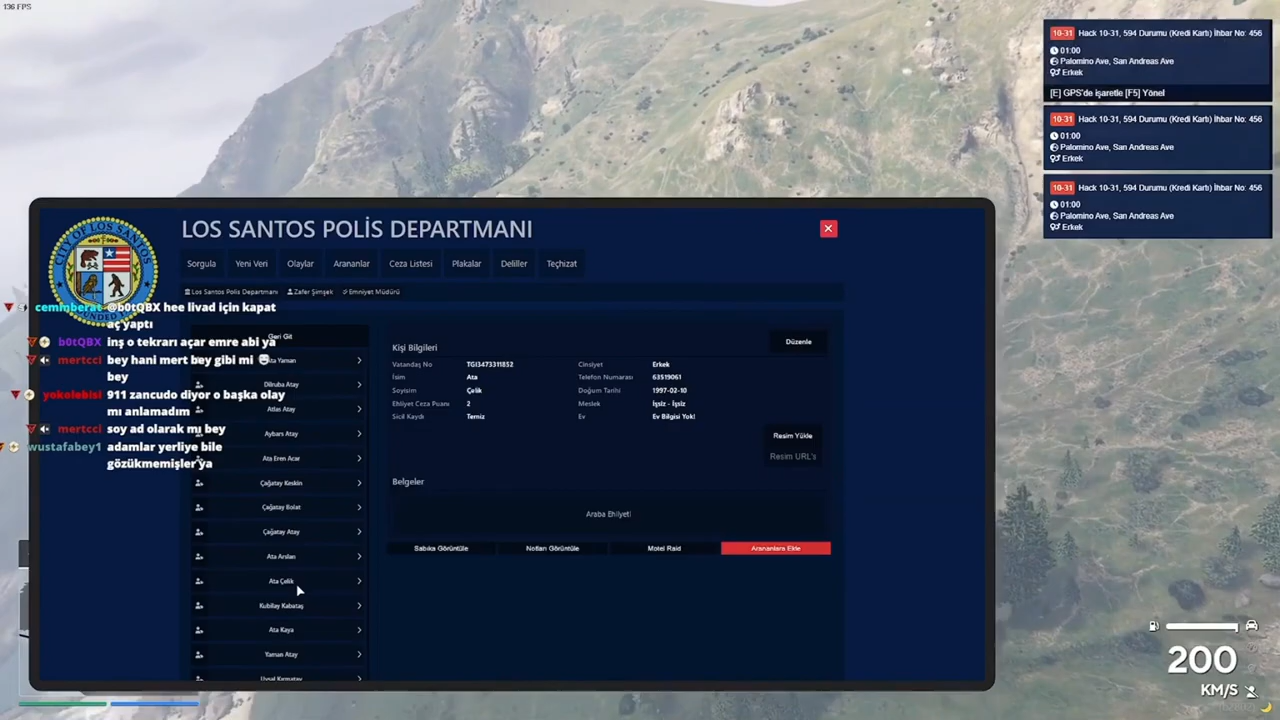 136 FPS
10-31 Hack 10-31, 594 Durumu (Kredi Kartı) İhbar No: 456
01:00
Palomino Ave, San Andreas Ave
Erkek
[E] GPS'de işaretle [F5] Yönel
10-31 Hack 10-31, 594 Durumu (Kredi Kartı) İhbar No: 456
01:00
Palomino Ave, San Andreas Ave
Erkek
10-31 Hack 10-31, 594 Durumu (Kredi Kartı) İhbar No: 456
01:00
Palomino Ave, San Andreas Ave
Erkek
LOS SANTOS POLİS DEPARTMANI
Sorgula Yeni Veri Olaylar Arananlar Ceza Listesi Plakalar Deliller Teçhizat
Los Santos Polis Departmanı Zafer Şimşek Emniyet Müdürü
CITY OF LOS SANTOS
ceminberat @b0tQBX hee livad için kapat
aç yaptı
b0tQBX inş o tekrarı açar emre abi ya
mertcci bey hani mert bey gibi mi
bey
yokolebisi 911 zancudo diyor o başka olay
mı anlamadım
mertcci soy ad olarak mı bey
wustafabey1 adamlar yerliye bile
gözükmemişler ya
Geri Git
Ata Yaman
Dilruba Atay
Atlas Atay
Aybars Atay
Ata Eren Acar
Çağatay Keskin
Çağatay Bolat
Çağatay Atay
Ata Arslan
Ata Çelik
Kubilay Kabataş
Ata Kaya
Yaman Atay
Kişi Bilgileri
Düzenle
Vatandaş No TGI3473311852 Cinsiyet Erkek
İsim Ata Telefon Numarası 63519061
Soyisim Çelik Doğum Tarihi 1997-02-10
Ehliyet Ceza Puanı 2 Meslek İşsiz - İşsiz
Sicil Kaydı Temiz Ev Ev Bilgisi Yok!
Resim Yükle
Resim URL's
Belgeler
Araba Ehliyeti
Sabıka Görüntüle Notları Görüntüle Motel Raid Arananlara Ekle
200
KM/S